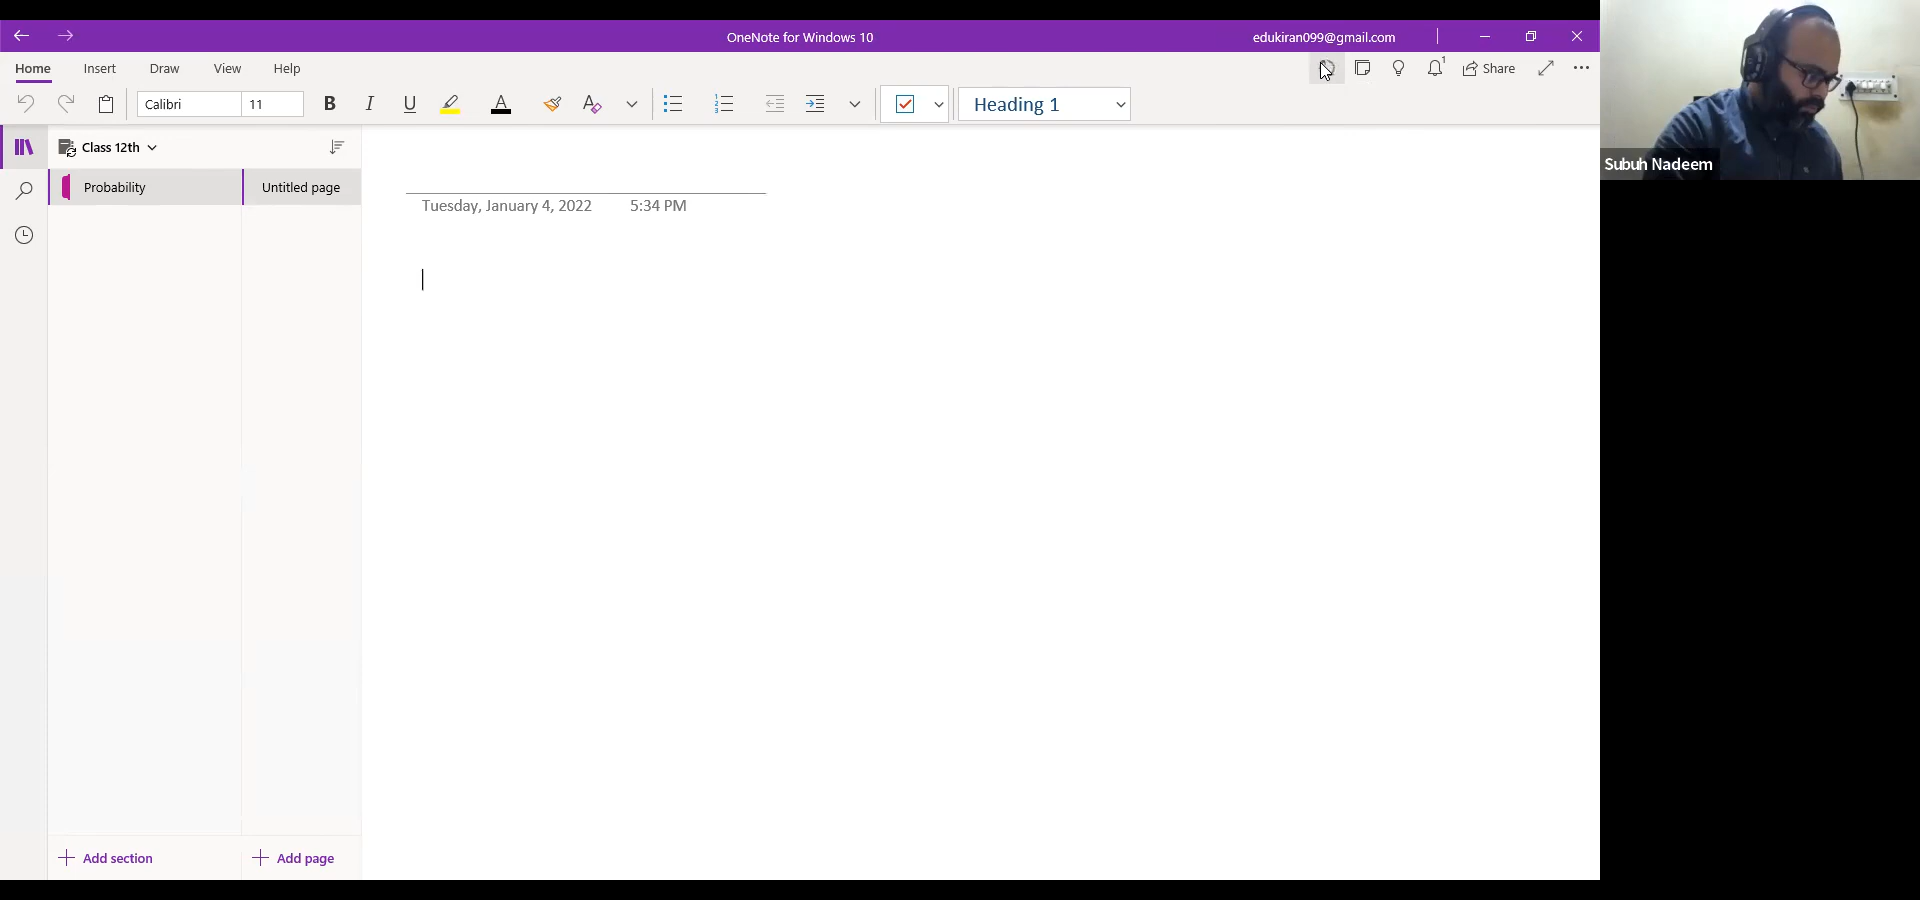 OneNote for Windows 10
edukiran099@gmail.com
Home Insert Draw View Help
1
Share
Calibri 11 B I U A A Heading 1
Class 12th
Probability Untitled page
Subuh Nadeem
Tuesday, January 4, 2022 5:34 PM
Add section Add page